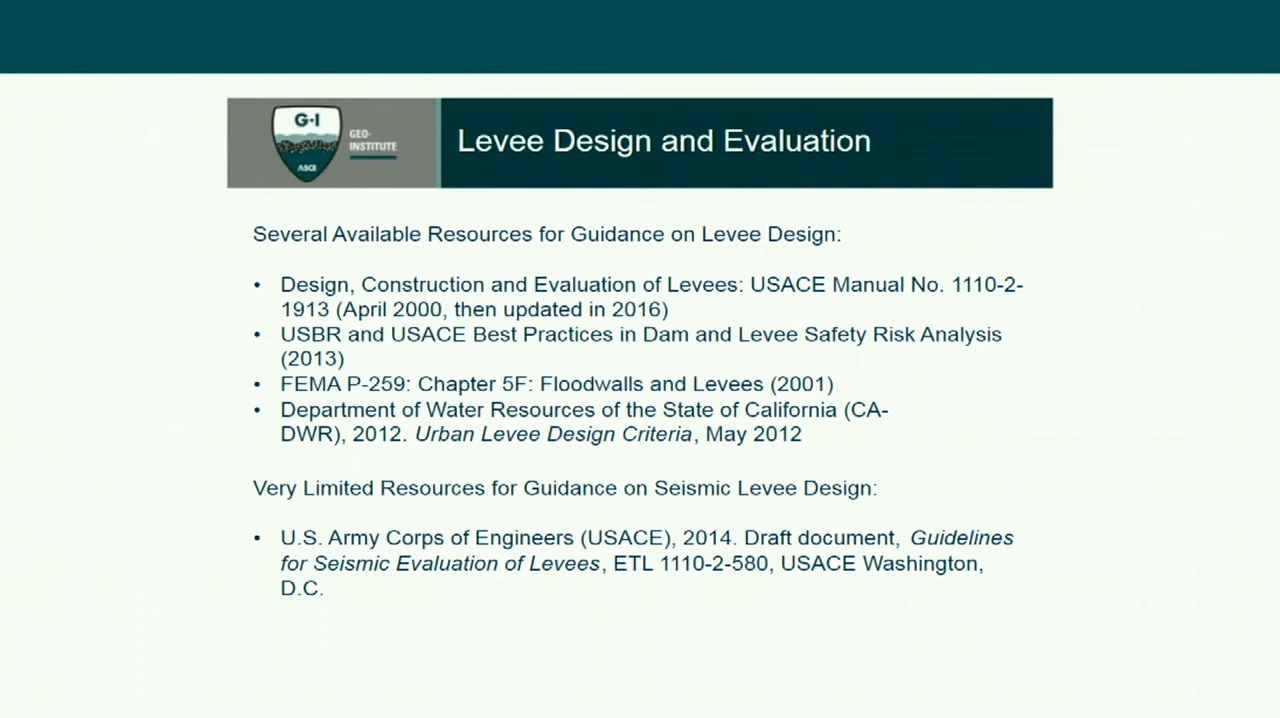 G-I
GEO-
INSTITUTE
ASCE
Levee Design and Evaluation
Several Available Resources for Guidance on Levee Design:
• Design, Construction and Evaluation of Levees: USACE Manual No. 1110-2-
1913 (April 2000, then updated in 2016)
• USBR and USACE Best Practices in Dam and Levee Safety Risk Analysis
(2013)
• FEMA P-259: Chapter 5F: Floodwalls and Levees (2001)
• Department of Water Resources of the State of California (CA-
DWR), 2012. Urban Levee Design Criteria, May 2012
Very Limited Resources for Guidance on Seismic Levee Design:
• U.S. Army Corps of Engineers (USACE), 2014. Draft document, Guidelines
for Seismic Evaluation of Levees, ETL 1110-2-580, USACE Washington,
D.C.